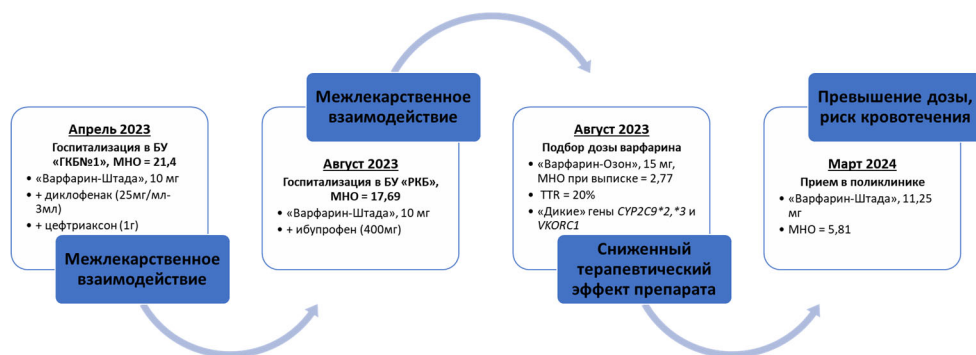 Апрель 2023
Госпитализация в БУ
«ГКБ№1», МНО = 21,4
• «Варфарин-Штада», 10 мг
• + диклофенак (25мг/мл-
3мл)
• + цефтриаксон (1г)
Межлекарственное
взаимодействие
Межлекарственное
взаимодействие
Август 2023
Госпитализация в БУ «РКБ»,
МНО = 17,69
• «Варфарин-Штада», 10 мг
• + ибупрофен (400мг)
Август 2023
Подбор дозы варфарина
• «Варфарин-Озон», 15 мг,
МНО при выписке = 2,77
• TTR = 20%
• «Дикие» гены CYP2C9*2,*3 и
VKORC1
Сниженный
терапевтический
эффект препарата
Превышение дозы,
риск кровотечения
Март 2024
Прием в поликлинике
• «Варфарин-Штада», 11,25
мг
• МНО = 5,81